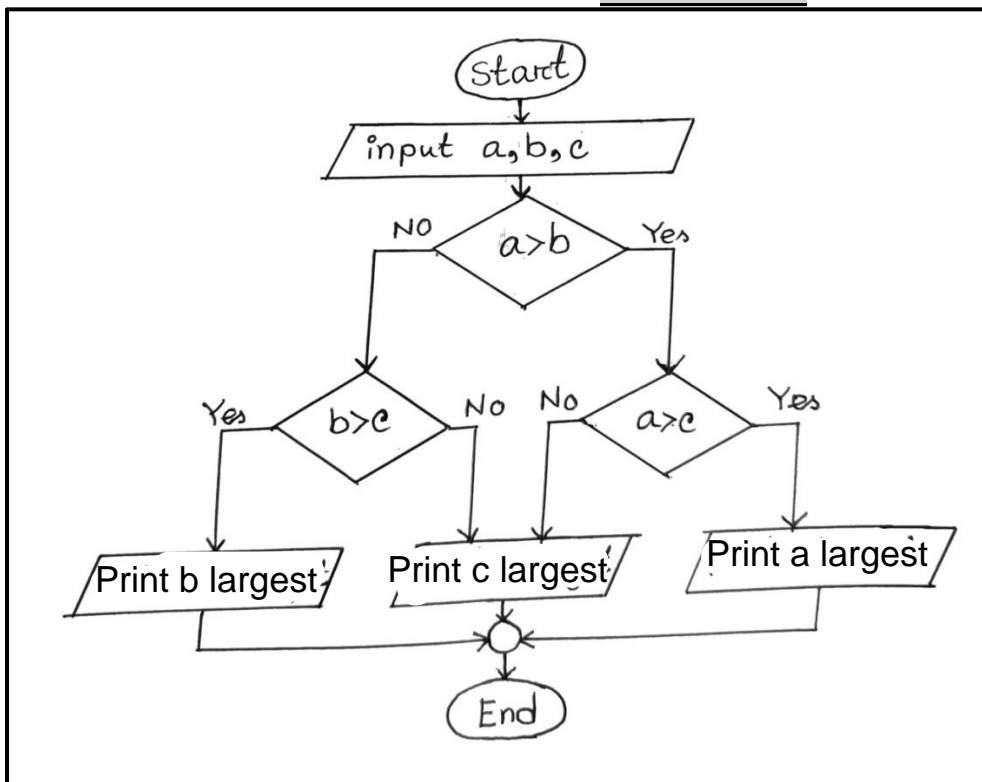 Start
input a,b,c
a>b
NO
Yes
b>c
Yes
No
a>c
No
Yes
Print b largest
Print c largest
Print a largest
End